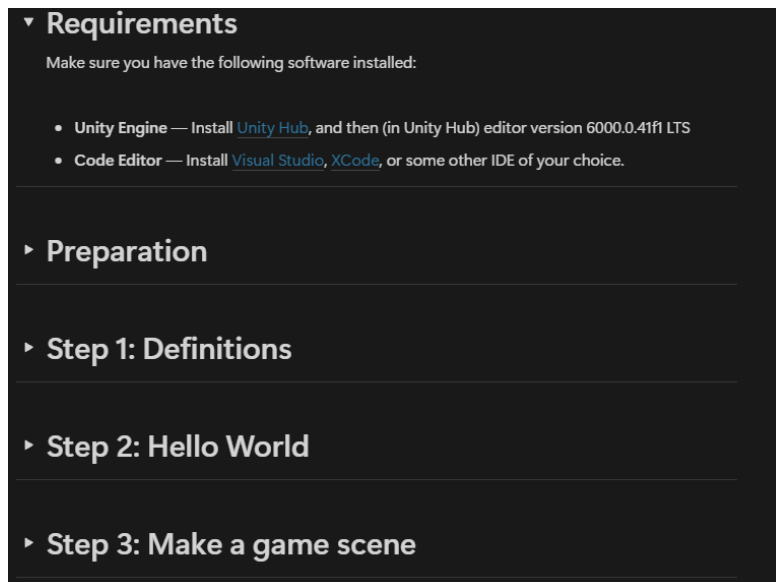 Requirements
Make sure you have the following software installed:
Unity Engine — Install Unity Hub, and then (in Unity Hub) editor version 6000.0.41f1 LTS
Code Editor — Install Visual Studio, XCode, or some other IDE of your choice.
Preparation
Step 1: Definitions
Step 2: Hello World
Step 3: Make a game scene